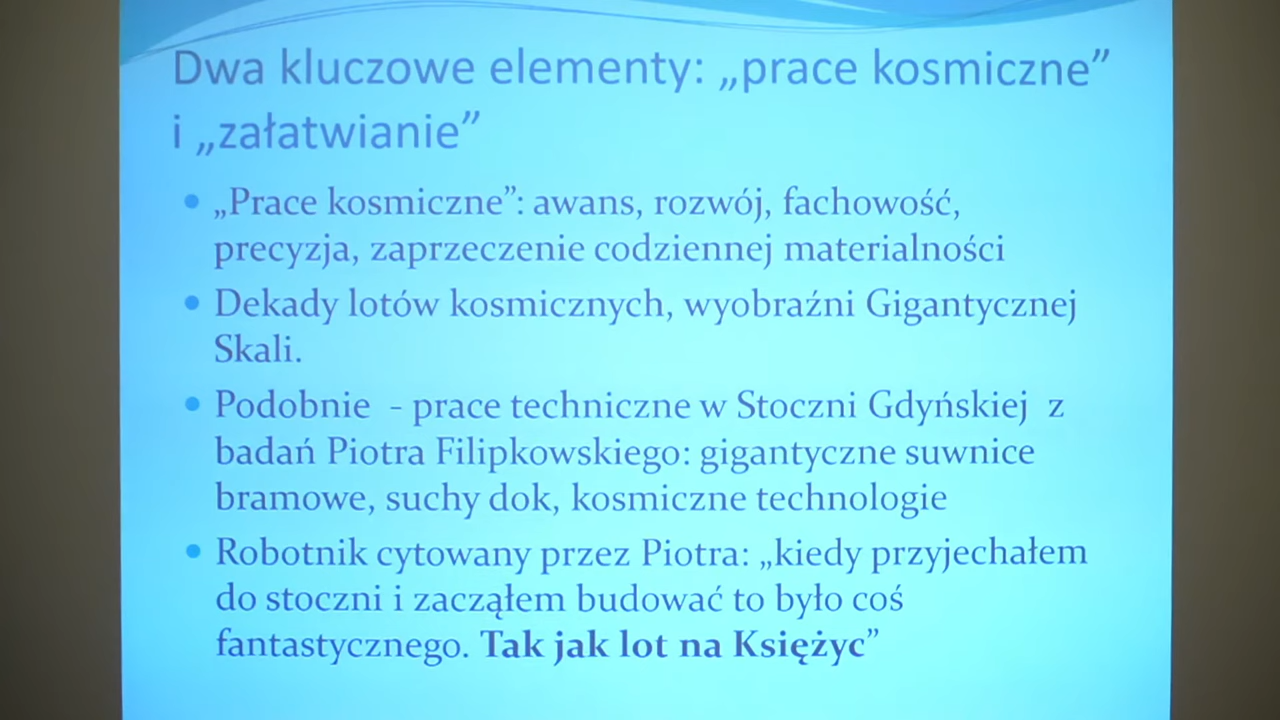 Dwa kluczowe elementy: „prace kosmiczne”
i „załatwianie”
• „Prace kosmiczne”: awans, rozwój, fachowość,
precyzja, zaprzeczenie codziennej materialności
• Dekady lotów kosmicznych, wyobraźni Gigantycznej
Skali.
• Podobnie - prace techniczne w Stoczni Gdyńskiej z
badań Piotra Filipkowskiego: gigantyczne suwnice
bramowe, suchy dok, kosmiczne technologie
• Robotnik cytowany przez Piotra: „kiedy przyjechałem
do stoczni i zacząłem budować to było coś
fantastycznego. Tak jak lot na Księżyc”